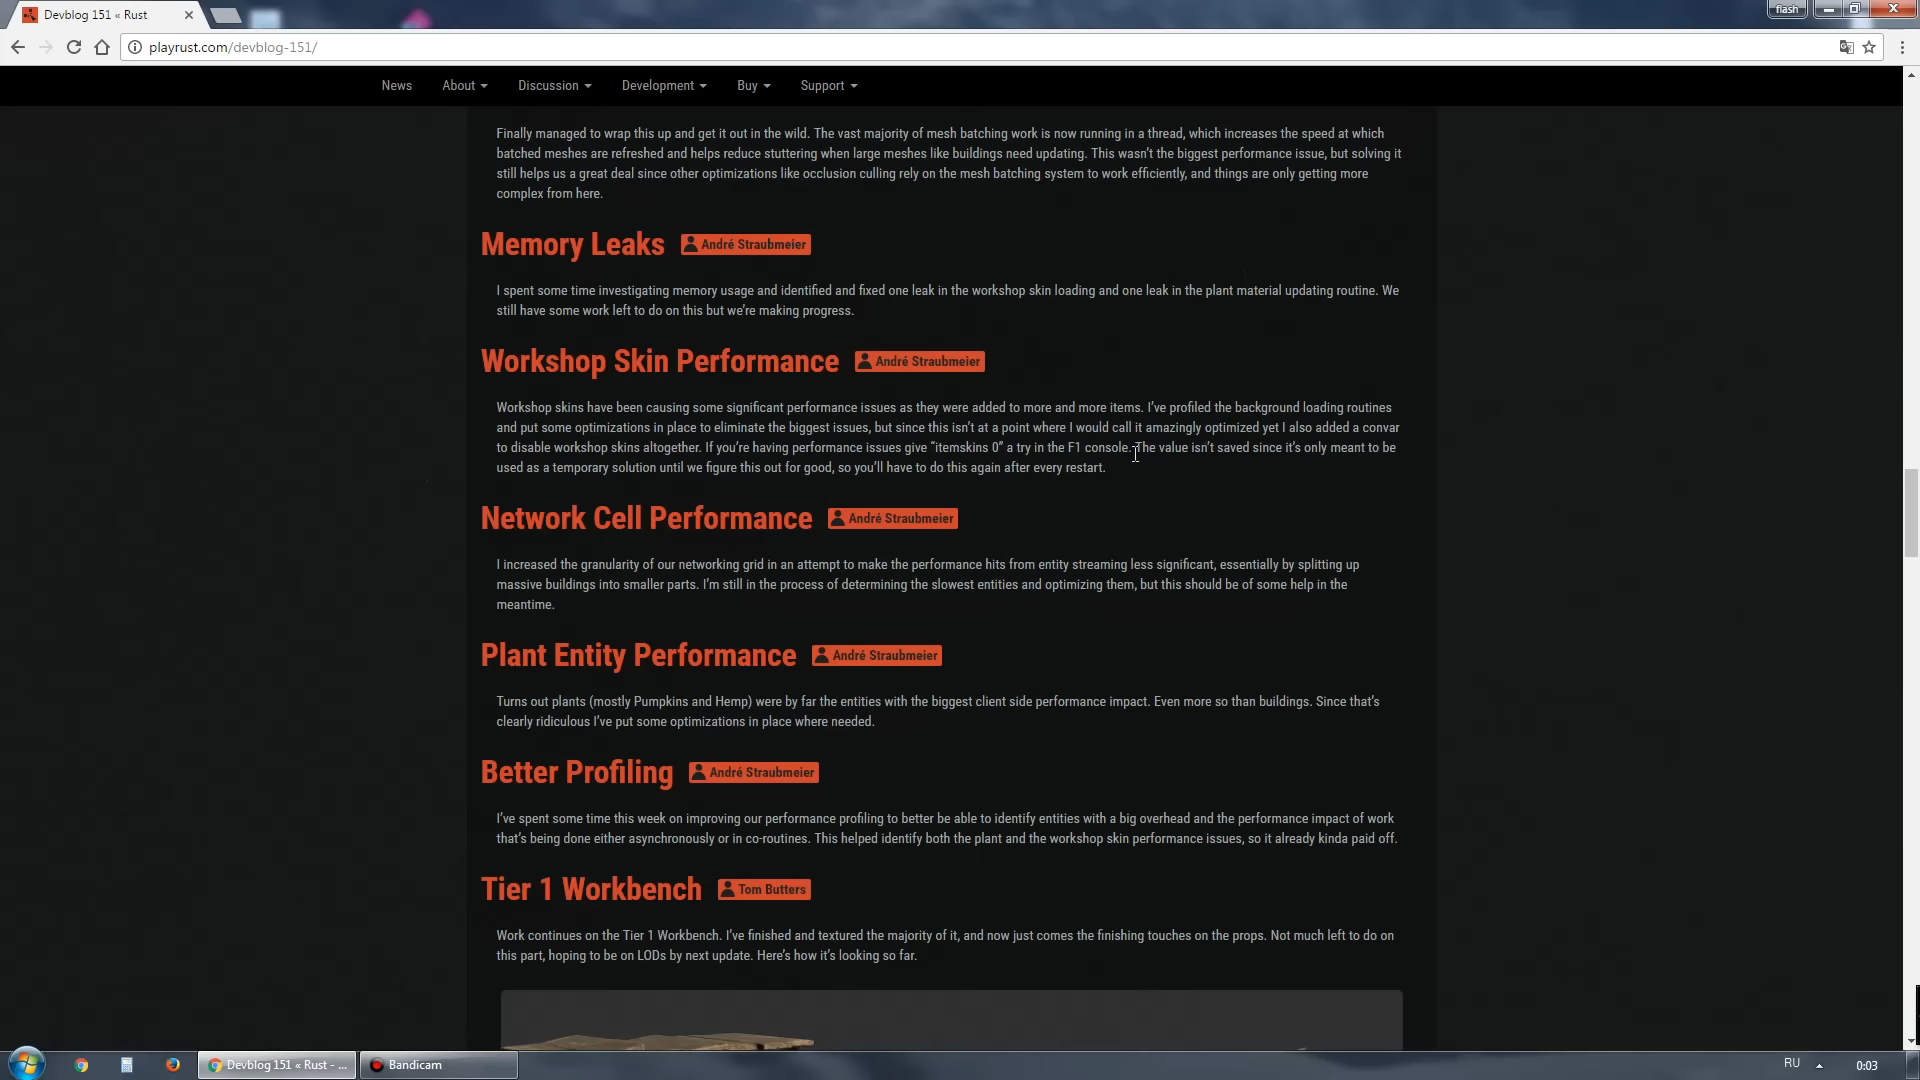 Devblog 151 « Rust
flash
playrust.com/devblog-151/
News About Discussion Development Buy Support
Finally managed to wrap this up and get it out in the wild. The vast majority of mesh batching work is now running in a thread, which increases the speed at which
batched meshes are refreshed and helps reduce stuttering when large meshes like buildings need updating. This wasn’t the biggest performance issue, but solving it
still helps us a great deal since other optimizations like occlusion culling rely on the mesh batching system to work efficiently, and things are only getting more
complex from here.
Memory Leaks André Straubmeier
I spent some time investigating memory usage and identified and fixed one leak in the workshop skin loading and one leak in the plant material updating routine. We
still have some work left to do on this but we’re making progress.
Workshop Skin Performance André Straubmeier
Workshop skins have been causing some significant performance issues as they were added to more and more items. I’ve profiled the background loading routines
and put some optimizations in place to eliminate the biggest issues, but since this isn’t at a point where I would call it amazingly optimized yet I also added a convar
to disable workshop skins altogether. If you’re having performance issues give “itemskins 0” a try in the F1 console. The value isn’t saved since it’s only meant to be
used as a temporary solution until we figure this out for good, so you’ll have to do this again after every restart.
Network Cell Performance André Straubmeier
I increased the granularity of our networking grid in an attempt to make the performance hits from entity streaming less significant, essentially by splitting up
massive buildings into smaller parts. I’m still in the process of determining the slowest entities and optimizing them, but this should be of some help in the
meantime.
Plant Entity Performance André Straubmeier
Turns out plants (mostly Pumpkins and Hemp) were by far the entities with the biggest client side performance impact. Even more so than buildings. Since that’s
clearly ridiculous I’ve put some optimizations in place where needed.
Better Profiling André Straubmeier
I’ve spent some time this week on improving our performance profiling to better be able to identify entities with a big overhead and the performance impact of work
that’s being done either asynchronously or in co-routines. This helped identify both the plant and the workshop skin performance issues, so it already kinda paid off.
Tier 1 Workbench Tom Butters
Work continues on the Tier 1 Workbench. I’ve finished and textured the majority of it, and now just comes the finishing touches on the props. Not much left to do on
this part, hoping to be on LODs by next update. Here’s how it’s looking so far.
Devblog 151 « Rust - ... Bandicam RU 0:03